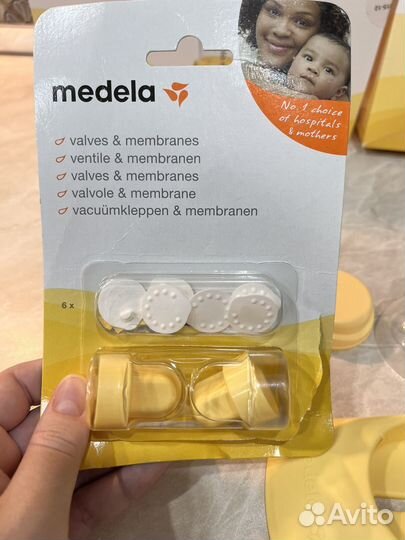 medela
No. 1 choice
of hospitals
& mothers
valves & membranes
ventile & membranen
valves & membranes
valvole & membrane
vacuümkleppen & membranen
6 x
Avito